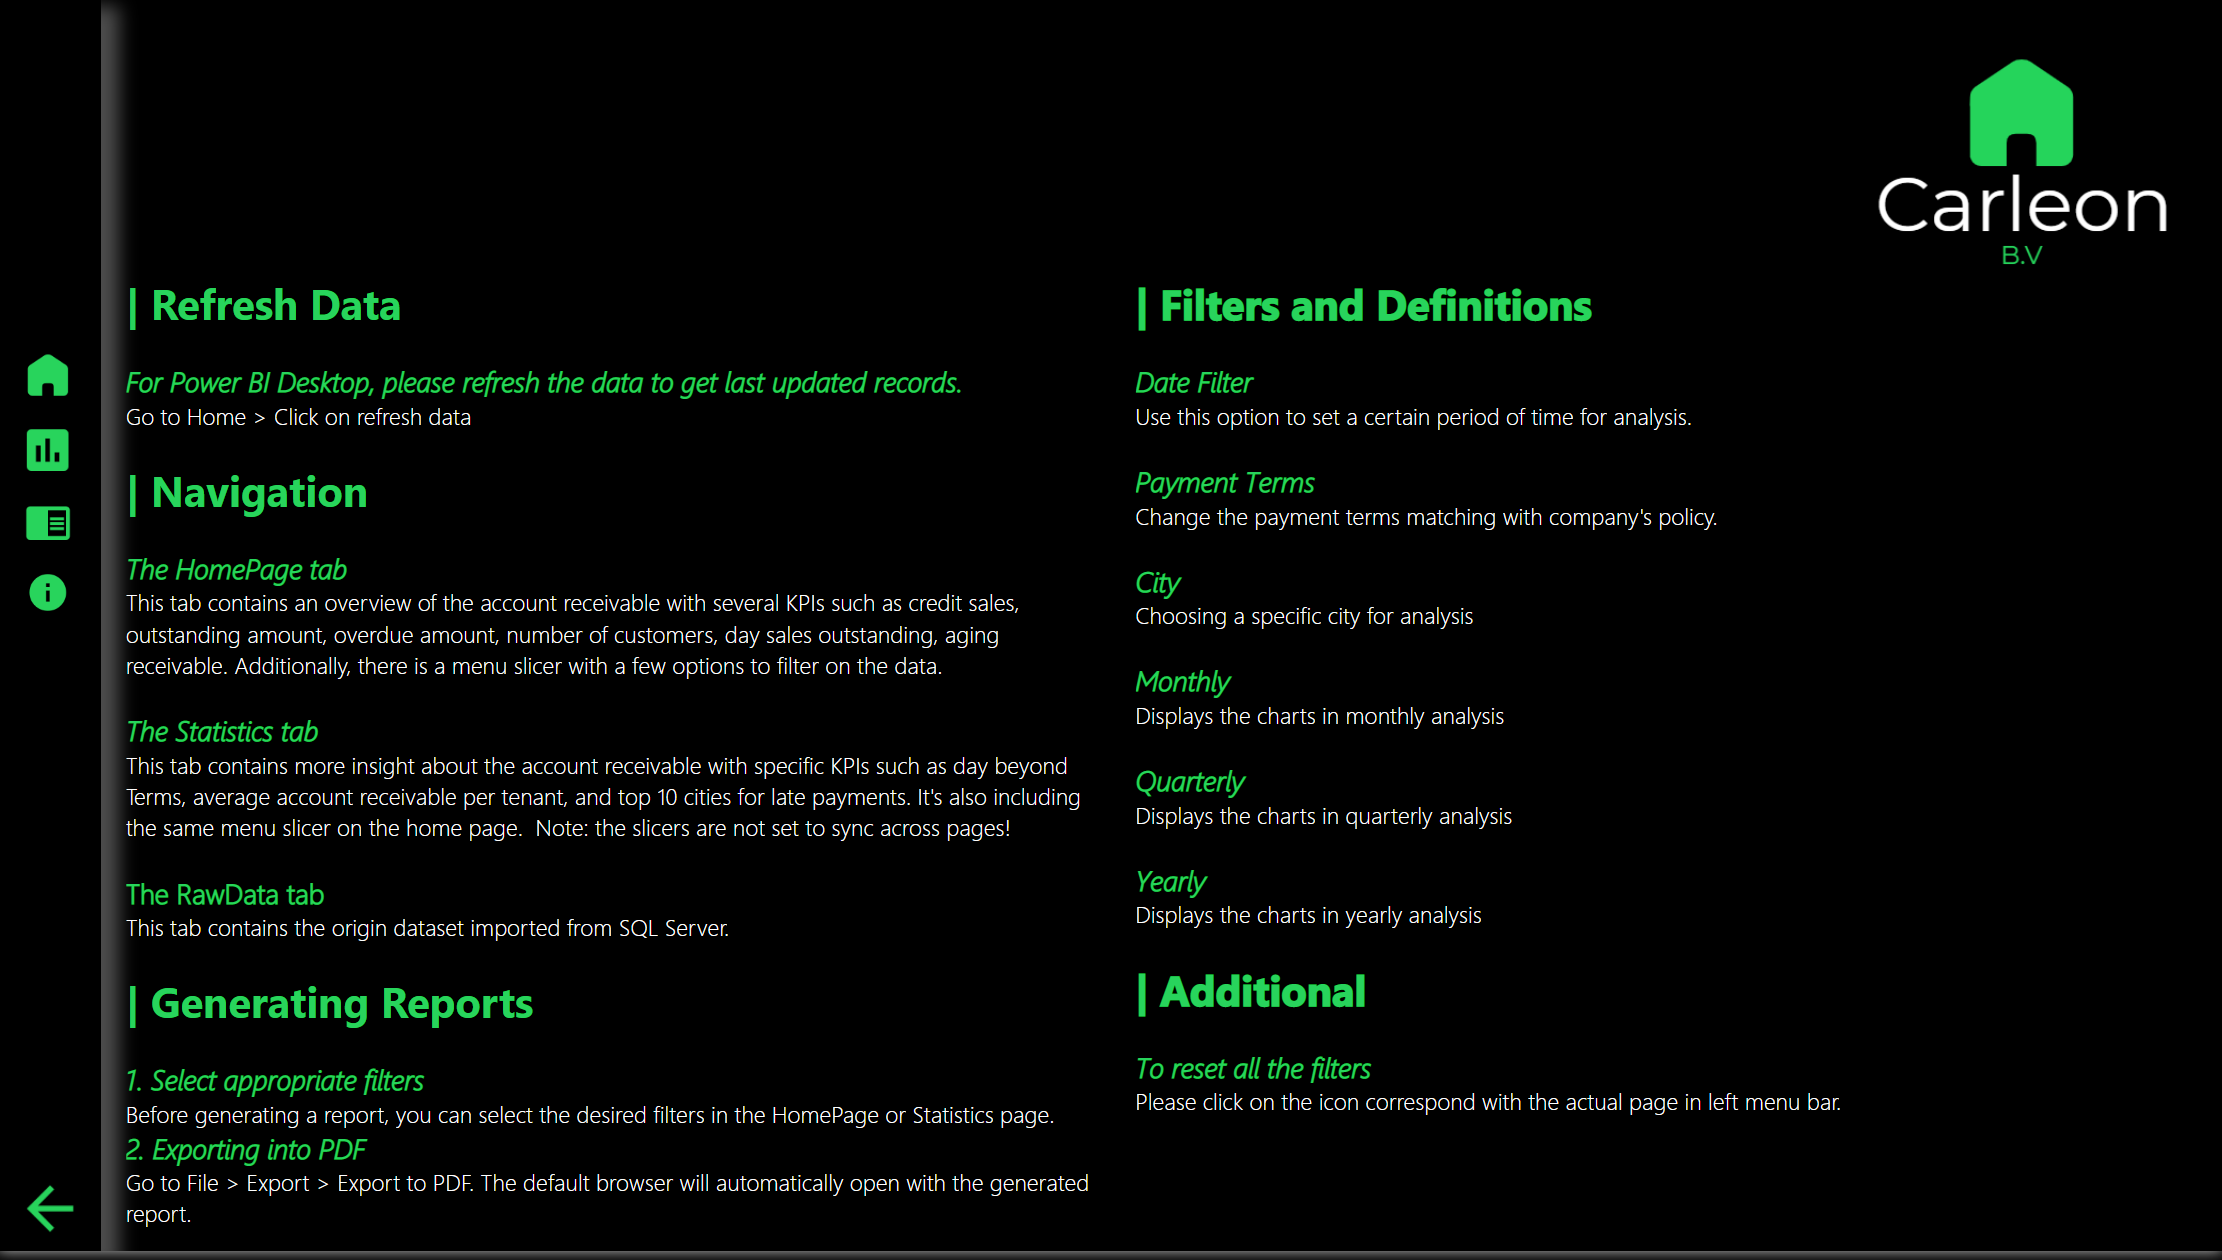 Carleon
B.V
| Refresh Data
For Power BI Desktop, please refresh the data to get last updated records.
Go to Home > Click on refresh data
| Navigation
The HomePage tab
This tab contains an overview of the account receivable with several KPIs such as credit sales,
outstanding amount, overdue amount, number of customers, day sales outstanding, aging
receivable. Additionally, there is a menu slicer with a few options to filter on the data.
The Statistics tab
This tab contains more insight about the account receivable with specific KPIs such as day beyond
Terms, average account receivable per tenant, and top 10 cities for late payments. It's also including
the same menu slicer on the home page.  Note: the slicers are not set to sync across pages!
The RawData tab
This tab contains the origin dataset imported from SQL Server.
| Generating Reports
1. Select appropriate filters
Before generating a report, you can select the desired filters in the HomePage or Statistics page.
2. Exporting into PDF
Go to File > Export > Export to PDF. The default browser will automatically open with the generated
report.
| Filters and Definitions
Date Filter
Use this option to set a certain period of time for analysis.
Payment Terms
Change the payment terms matching with company's policy.
City
Choosing a specific city for analysis
Monthly
Displays the charts in monthly analysis
Quarterly
Displays the charts in quarterly analysis
Yearly
Displays the charts in yearly analysis
| Additional
To reset all the filters
Please click on the icon correspond with the actual page in left menu bar.